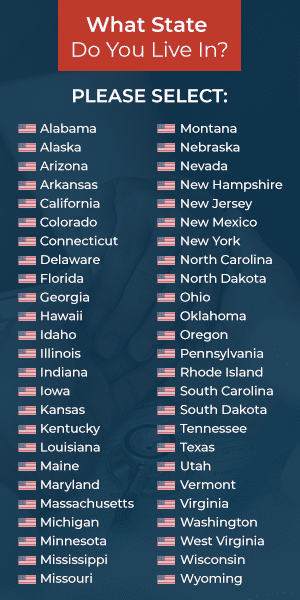 What State
Do You Live In?
PLEASE SELECT:
Alabama
Alaska
Arizona
Arkansas
California
Colorado
Connecticut
Delaware
Florida
Georgia
Hawaii
Idaho
Illinois
Indiana
Iowa
Kansas
Kentucky
Louisiana
Maine
Maryland
Massachusetts
Michigan
Minnesota
Mississippi
Missouri
Montana
Nebraska
Nevada
New Hampshire
New Jersey
New Mexico
New York
North Carolina
North Dakota
Ohio
Oklahoma
Oregon
Pennsylvania
Rhode Island
South Carolina
South Dakota
Tennessee
Texas
Utah
Vermont
Virginia
Washington
West Virginia
Wisconsin
Wyoming